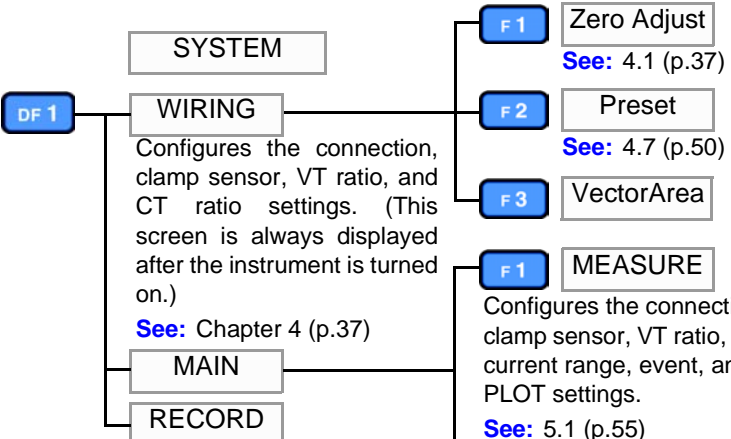 SYSTEM
DF 1
WIRING
Configures the connection,
clamp sensor, VT ratio, and
CT ratio settings. (This
screen is always displayed
after the instrument is turned
on.)
See: Chapter 4 (p.37)
MAIN
RECORD
F 1
Zero Adjust
See: 4.1 (p.37)
F 2
Preset
See: 4.7 (p.50)
F 3
VectorArea
F 1
MEASURE
Configures the connect
clamp sensor, VT ratio,
current range, event, a
PLOT settings.
See: 5.1 (p.55)